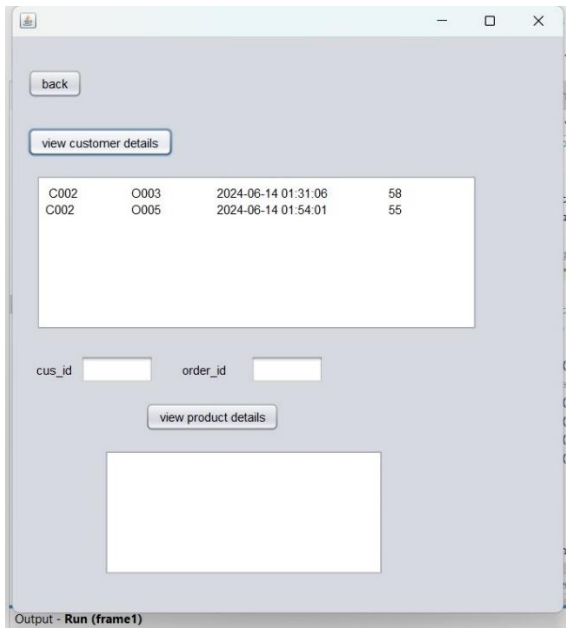 back
view customer details
C002 O003 2024-06-14 01:31:06 58
C002 O005 2024-06-14 01:54:01 55
cus_id order_id
view product details
Output - Run (frame1)